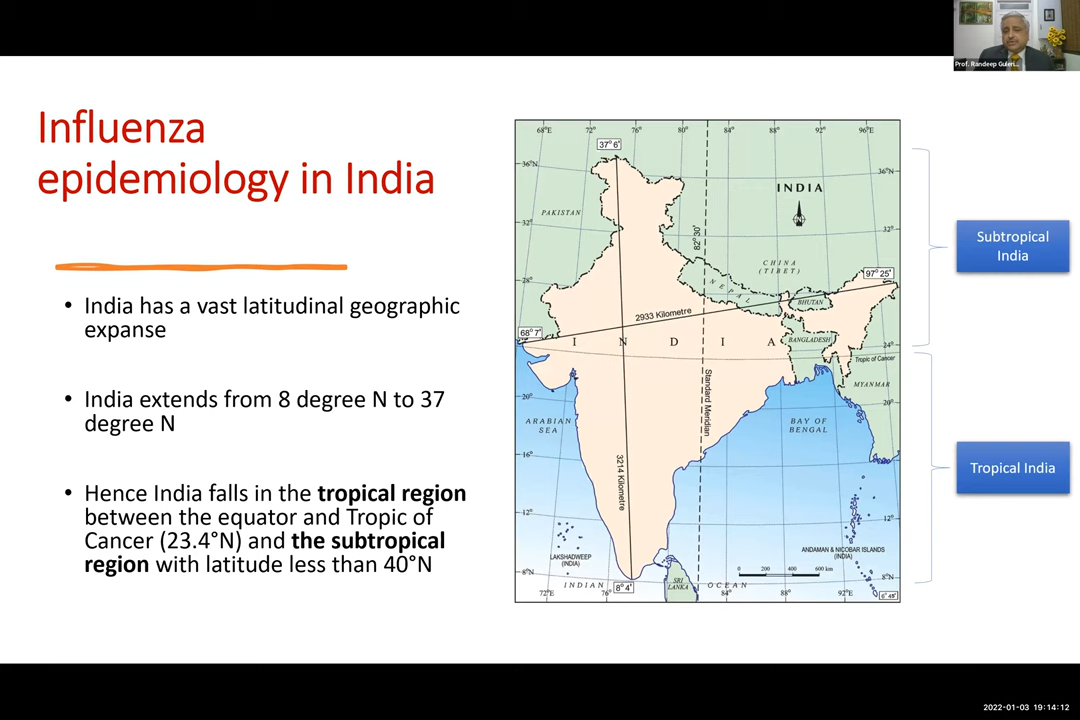 Prof. Randeep Guleri...
Influenza
epidemiology in India
• India has a vast latitudinal geographic
expanse
• India extends from 8 degree N to 37
degree N
• Hence India falls in the tropical region
between the equator and Tropic of
Cancer (23.4°N) and the subtropical
region with latitude less than 40°N
68°E 72° 76° 80° 84° 88° 92° 96°E
37° 6'
36°N 36°N
INDIA
N
PAKISTAN
32° 32°
82° 30'
CHINA
(TIBET)
28°
97° 25'
NEPAL
BHUTAN
2933 Kilometre
68° 7'
I N D I A
BANGLADESH
24°
Tropic of Cancer
Standard Meridian
MYANMAR
20° 20°
ARABIAN
SEA
BAY OF
BENGAL
16°
3214 Kilometre
12° 12°
LAKSHADWEEP
(INDIA)
ANDAMAN & NICOBAR ISLANDS
(INDIA)
0 200 400 600 km
8°N 8°N
INDIAN OCEAN
8° 4'
SRI
LANKA
6° 45'
72°E 76° 84° 88° 92°E
Subtropical
India
Tropical India
2022-01-03 19:14:12